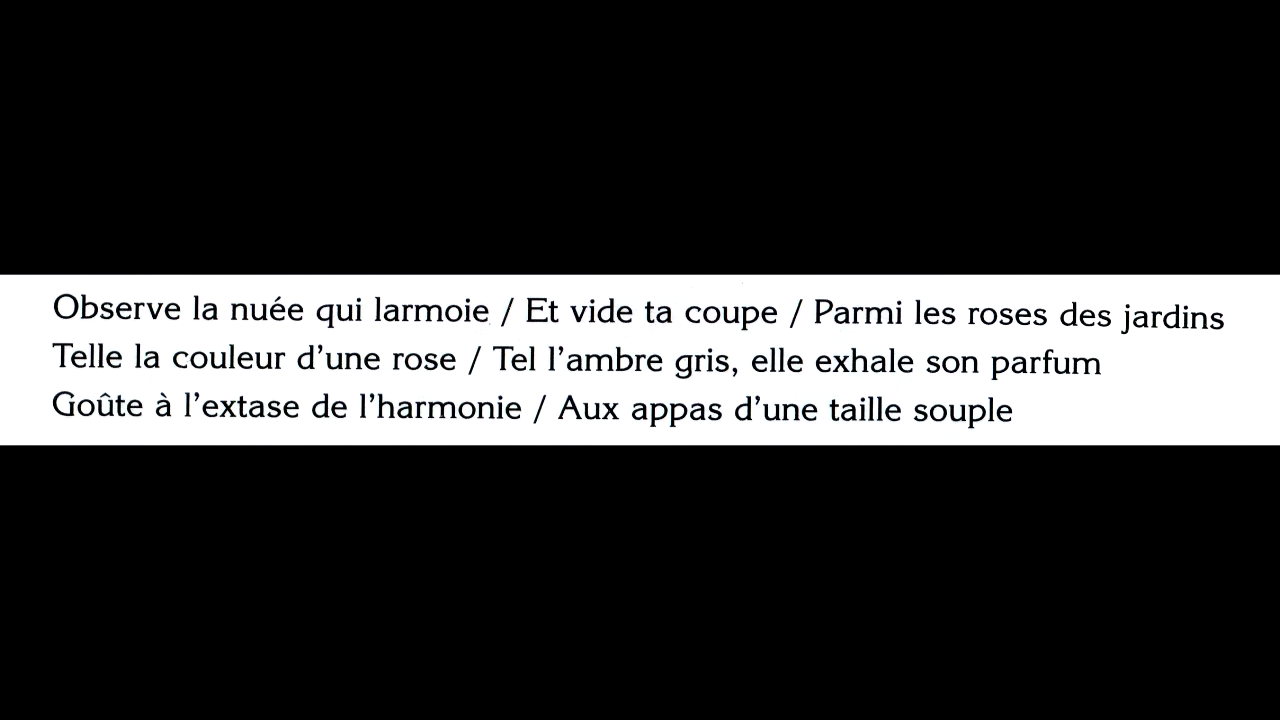 Observe la nuée qui larmoie / Et vide ta coupe / Parmi les roses des jardins
Telle la couleur d’une rose / Tel l’ambre gris, elle exhale son parfum
Goûte à l’extase de l’harmonie / Aux appas d’une taille souple